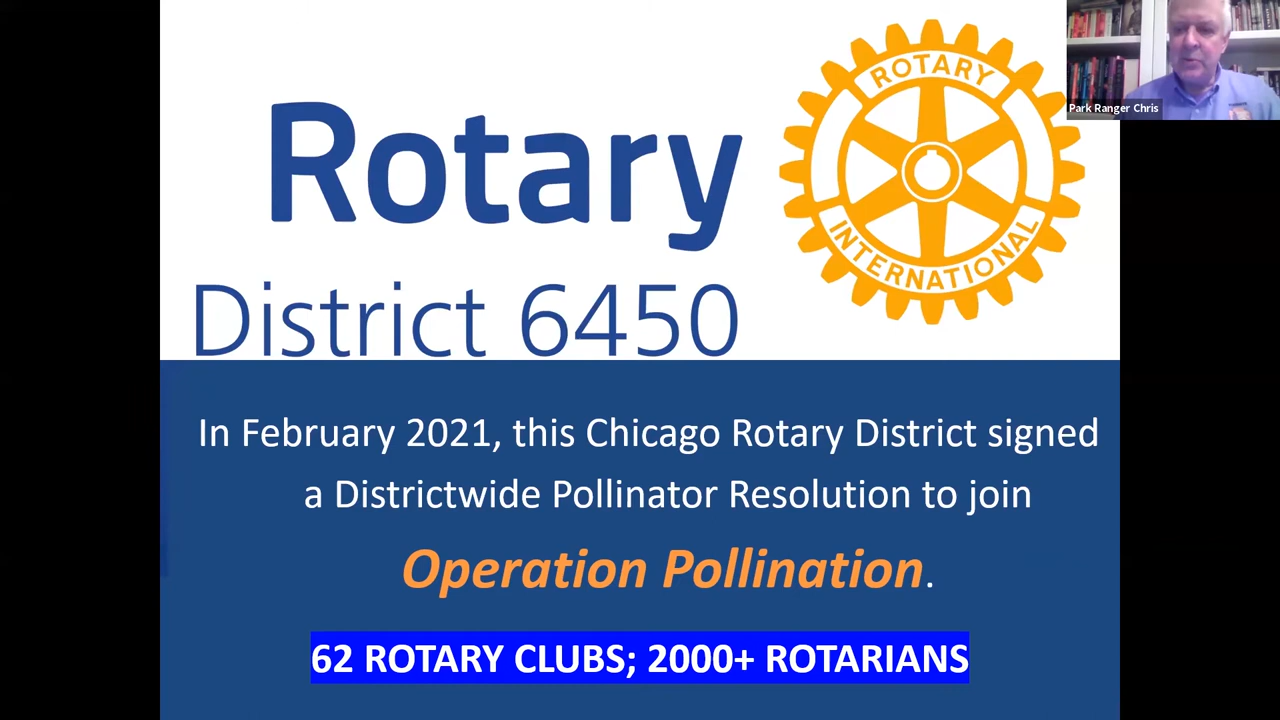 Rotary
District 6450
ROTARY
INTERNATIONAL
Park Ranger Chris
In February 2021, this Chicago Rotary District signed
a Districtwide Pollinator Resolution to join
Operation Pollination.
62 ROTARY CLUBS; 2000+ ROTARIANS